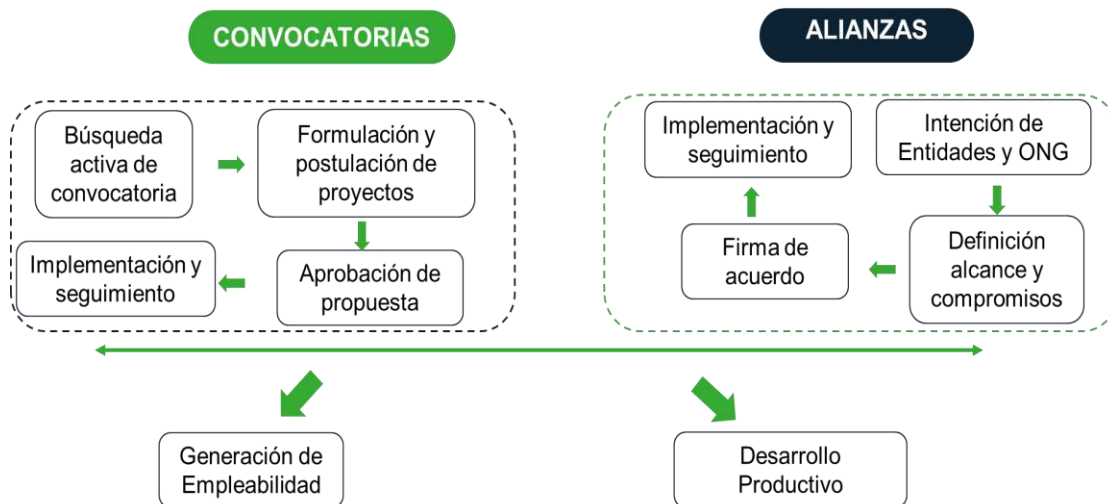 CONVOCATORIAS
Búsqueda
activa de
convocatoria
Formulación y
postulación de
proyectos
Aprobación de
propuesta
Implementación y
seguimiento
ALIANZAS
Intención de
Entidades y ONG
Definición
alcance y
compromisos
Firma de
acuerdo
Implementación y
seguimiento
Generación de
Empleabilidad
Desarrollo
Productivo